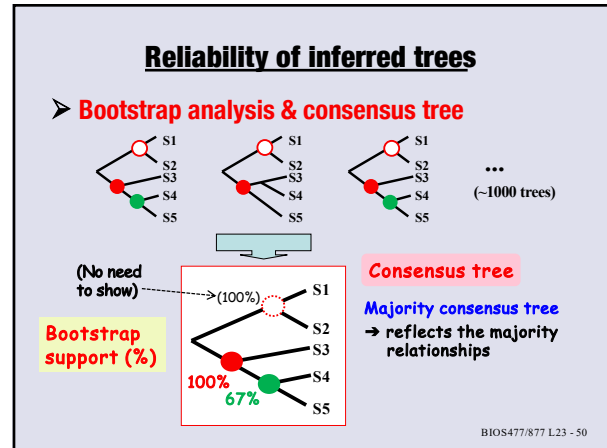 Reliability of inferred trees
➢ Bootstrap analysis & consensus tree
S1
S2
S3
S4
S5
S1
S2
S3
S4
S5
S1
S2
S3
S4
S5
...
(~1000 trees)
(No need
to show)
(100%)
S1
S2
S3
S4
S5
100%
67%
Bootstrap
support (%)
Consensus tree
Majority consensus tree
➔ reflects the majority
relationships
BIOS477/877 L23 - 50